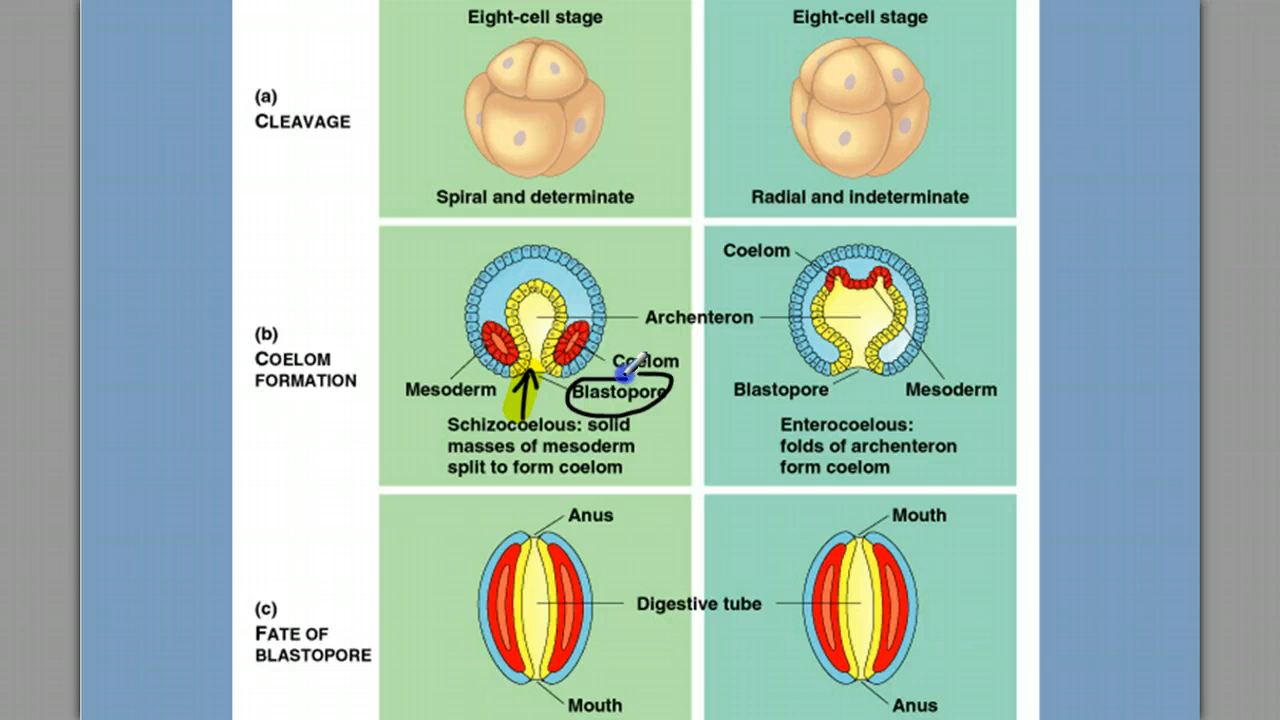 Eight-cell stage
Eight-cell stage
(a)
CLEAVAGE
Spiral and determinate
Radial and indeterminate
Coelom
Archenteron
(b)
COELOM
FORMATION
Coelom
Mesoderm
Blastopore
Blastopore
Mesoderm
Schizocoelous: solid
masses of mesoderm
split to form coelom
Enterocoelous:
folds of archenteron
form coelom
Anus
Mouth
Digestive tube
(c)
FATE OF
BLASTOPORE
Mouth
Anus